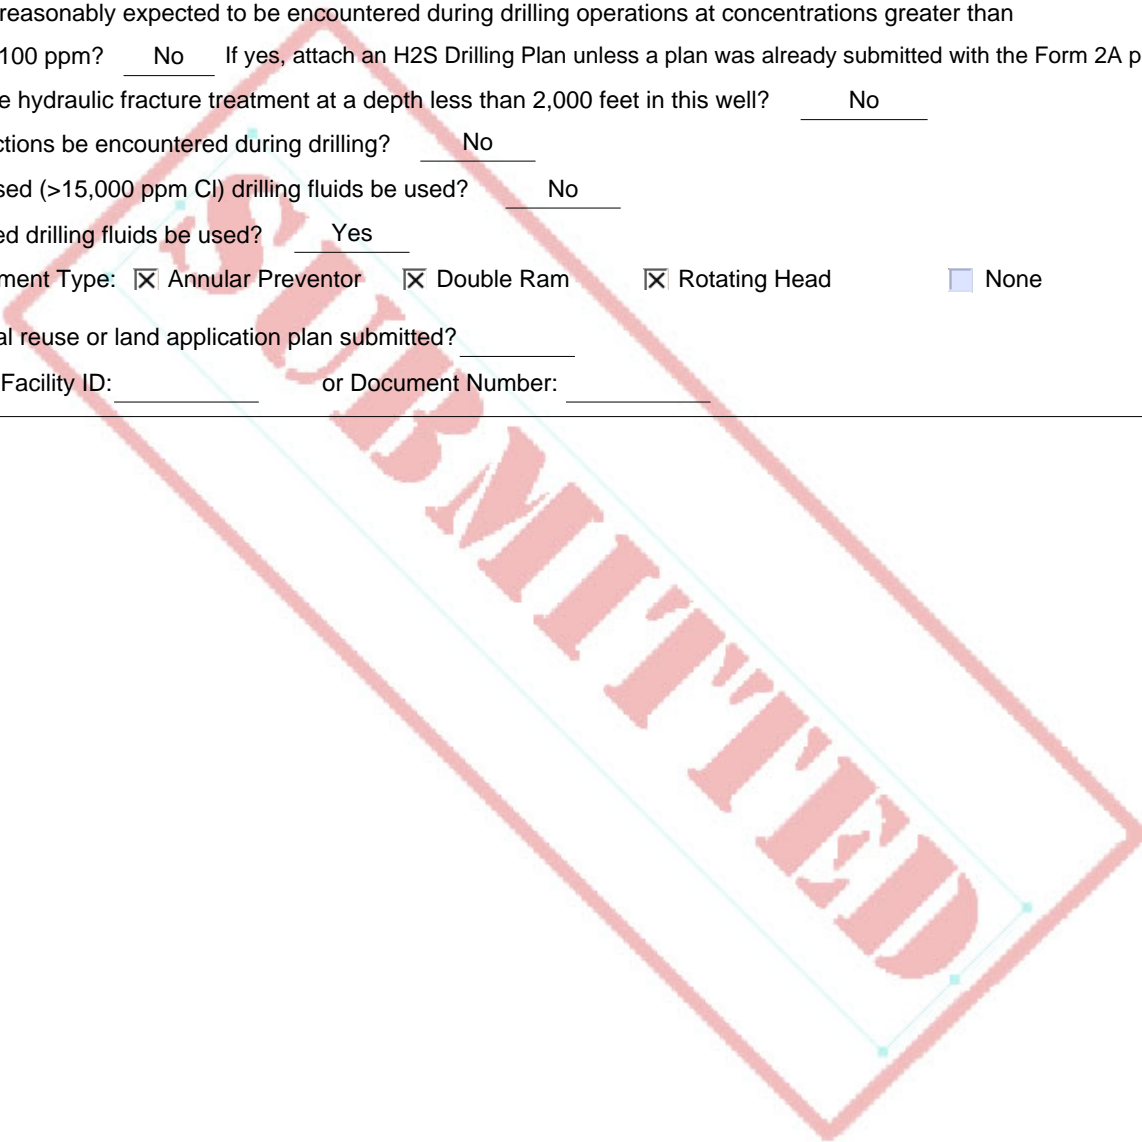 reasonably expected to be encountered during drilling operations at concentrations greater than
100 ppm? No If yes, attach an H2S Drilling Plan unless a plan was already submitted with the Form 2A p
e hydraulic fracture treatment at a depth less than 2,000 feet in this well? No
ctions be encountered during drilling? No
sed (>15,000 ppm Cl) drilling fluids be used? No
ed drilling fluids be used? Yes
ment Type: Annular Preventor Double Ram Rotating Head None
al reuse or land application plan submitted?
Facility ID: or Document Number:
SUBMITTED